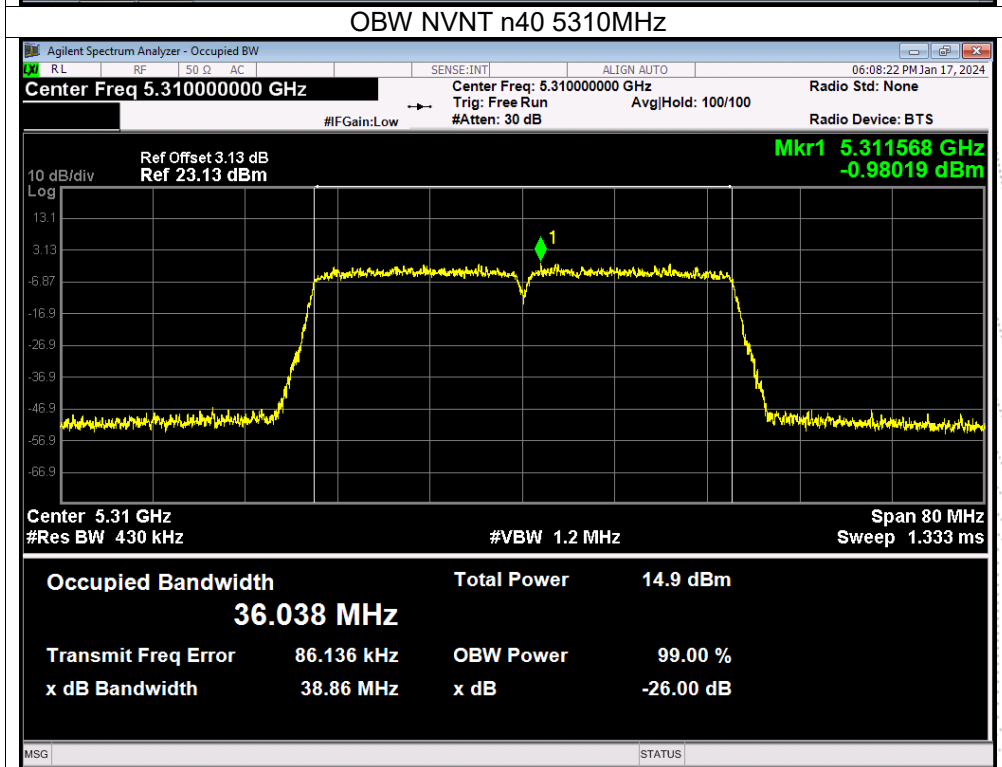 OBW NVNT n40 5310MHz
Agilent Spectrum Analyzer - Occupied BW
LXI RL RF 50 Ω AC SENSE:INT ALIGN AUTO 06:08:22 PM Jan 17, 2024
Center Freq 5.310000000 GHz Center Freq: 5.310000000 GHz Radio Std: None
Trig: Free Run Avg|Hold: 100/100
#IFGain:Low #Atten: 30 dB Radio Device: BTS
Mkr1 5.311568 GHz
-0.98019 dBm
Ref Offset 3.13 dB
10 dB/div Ref 23.13 dBm
Log
13.1
3.13
1
-6.87
-16.9
-26.9
-36.9
-46.9
-56.9
-66.9
Center 5.31 GHz Span 80 MHz
#Res BW 430 kHz #VBW 1.2 MHz Sweep 1.333 ms
Occupied Bandwidth Total Power 14.9 dBm
36.038 MHz
Transmit Freq Error 86.136 kHz OBW Power 99.00 %
x dB Bandwidth 38.86 MHz x dB -26.00 dB
MSG STATUS